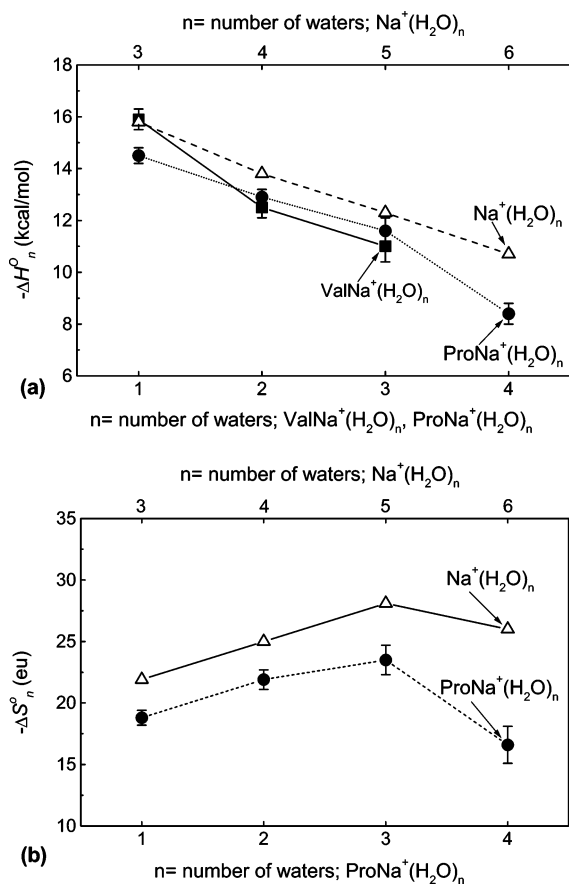 n= number of waters; Na⁺(H₂O)ₙ
3 4 5 6
18
16
14
12
10
8
6
-ΔH⁰ₙ (kcal/mol)
Na⁺(H₂O)ₙ
ValNa⁺(H₂O)ₙ
ProNa⁺(H₂O)ₙ
(a)
1 2 3 4
n= number of waters; ValNa⁺(H₂O)ₙ, ProNa⁺(H₂O)ₙ
n= number of waters; Na⁺(H₂O)ₙ
3 4 5 6
35
30
25
20
15
10
-ΔS⁰ₙ (eu)
Na⁺(H₂O)ₙ
ProNa⁺(H₂O)ₙ
(b)
1 2 3 4
n= number of waters; ProNa⁺(H₂O)ₙ